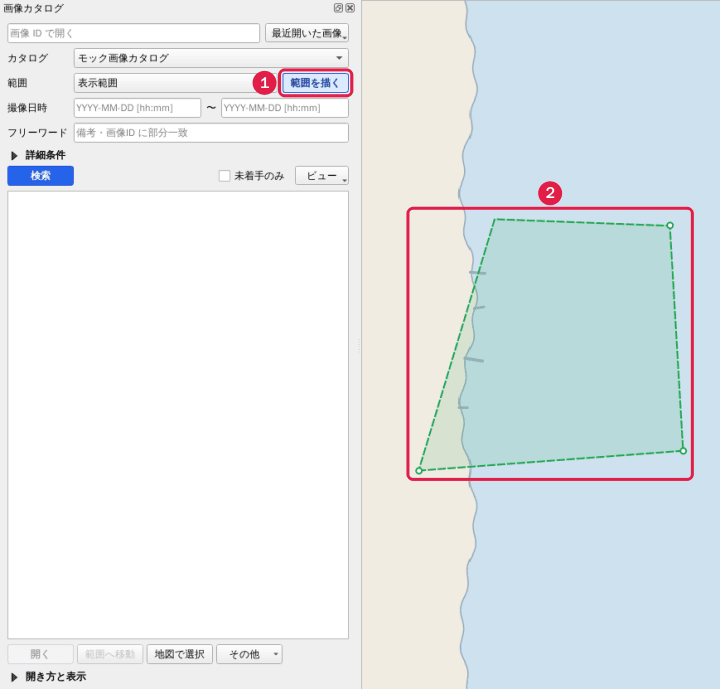 画像カタログ
画像 ID で開く
最近開いた画像
カタログ
モック画像カタログ
範囲
表示範囲
1
範囲を描く
撮像日時
YYYY-MM-DD [hh:mm]
～
YYYY-MM-DD [hh:mm]
フリーワード
備考・画像ID に部分一致
詳細条件
検索
未着手のみ
ビュー
2
開く
範囲へ移動
地図で選択
その他
開き方と表示